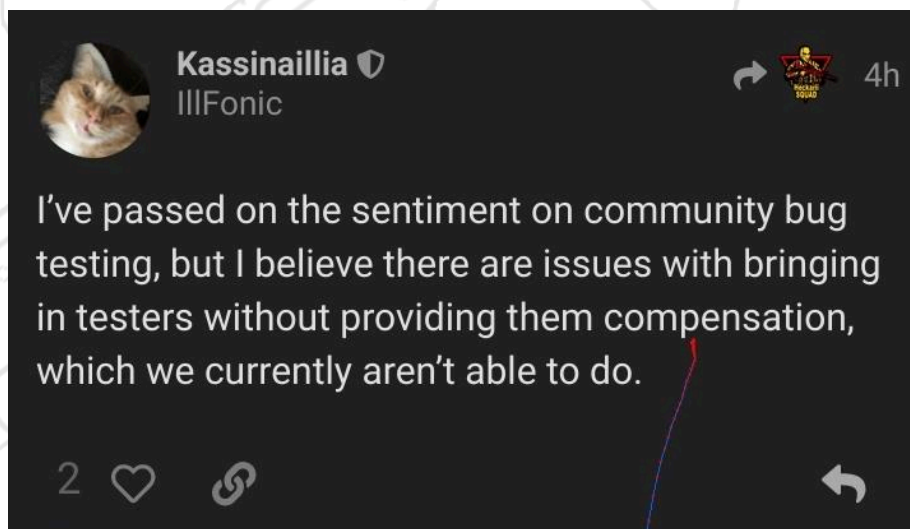 Kassinaillia
IllFonic
4h
I’ve passed on the sentiment on community bug
testing, but I believe there are issues with bringing
in testers without providing them compensation,
which we currently aren’t able to do.
2